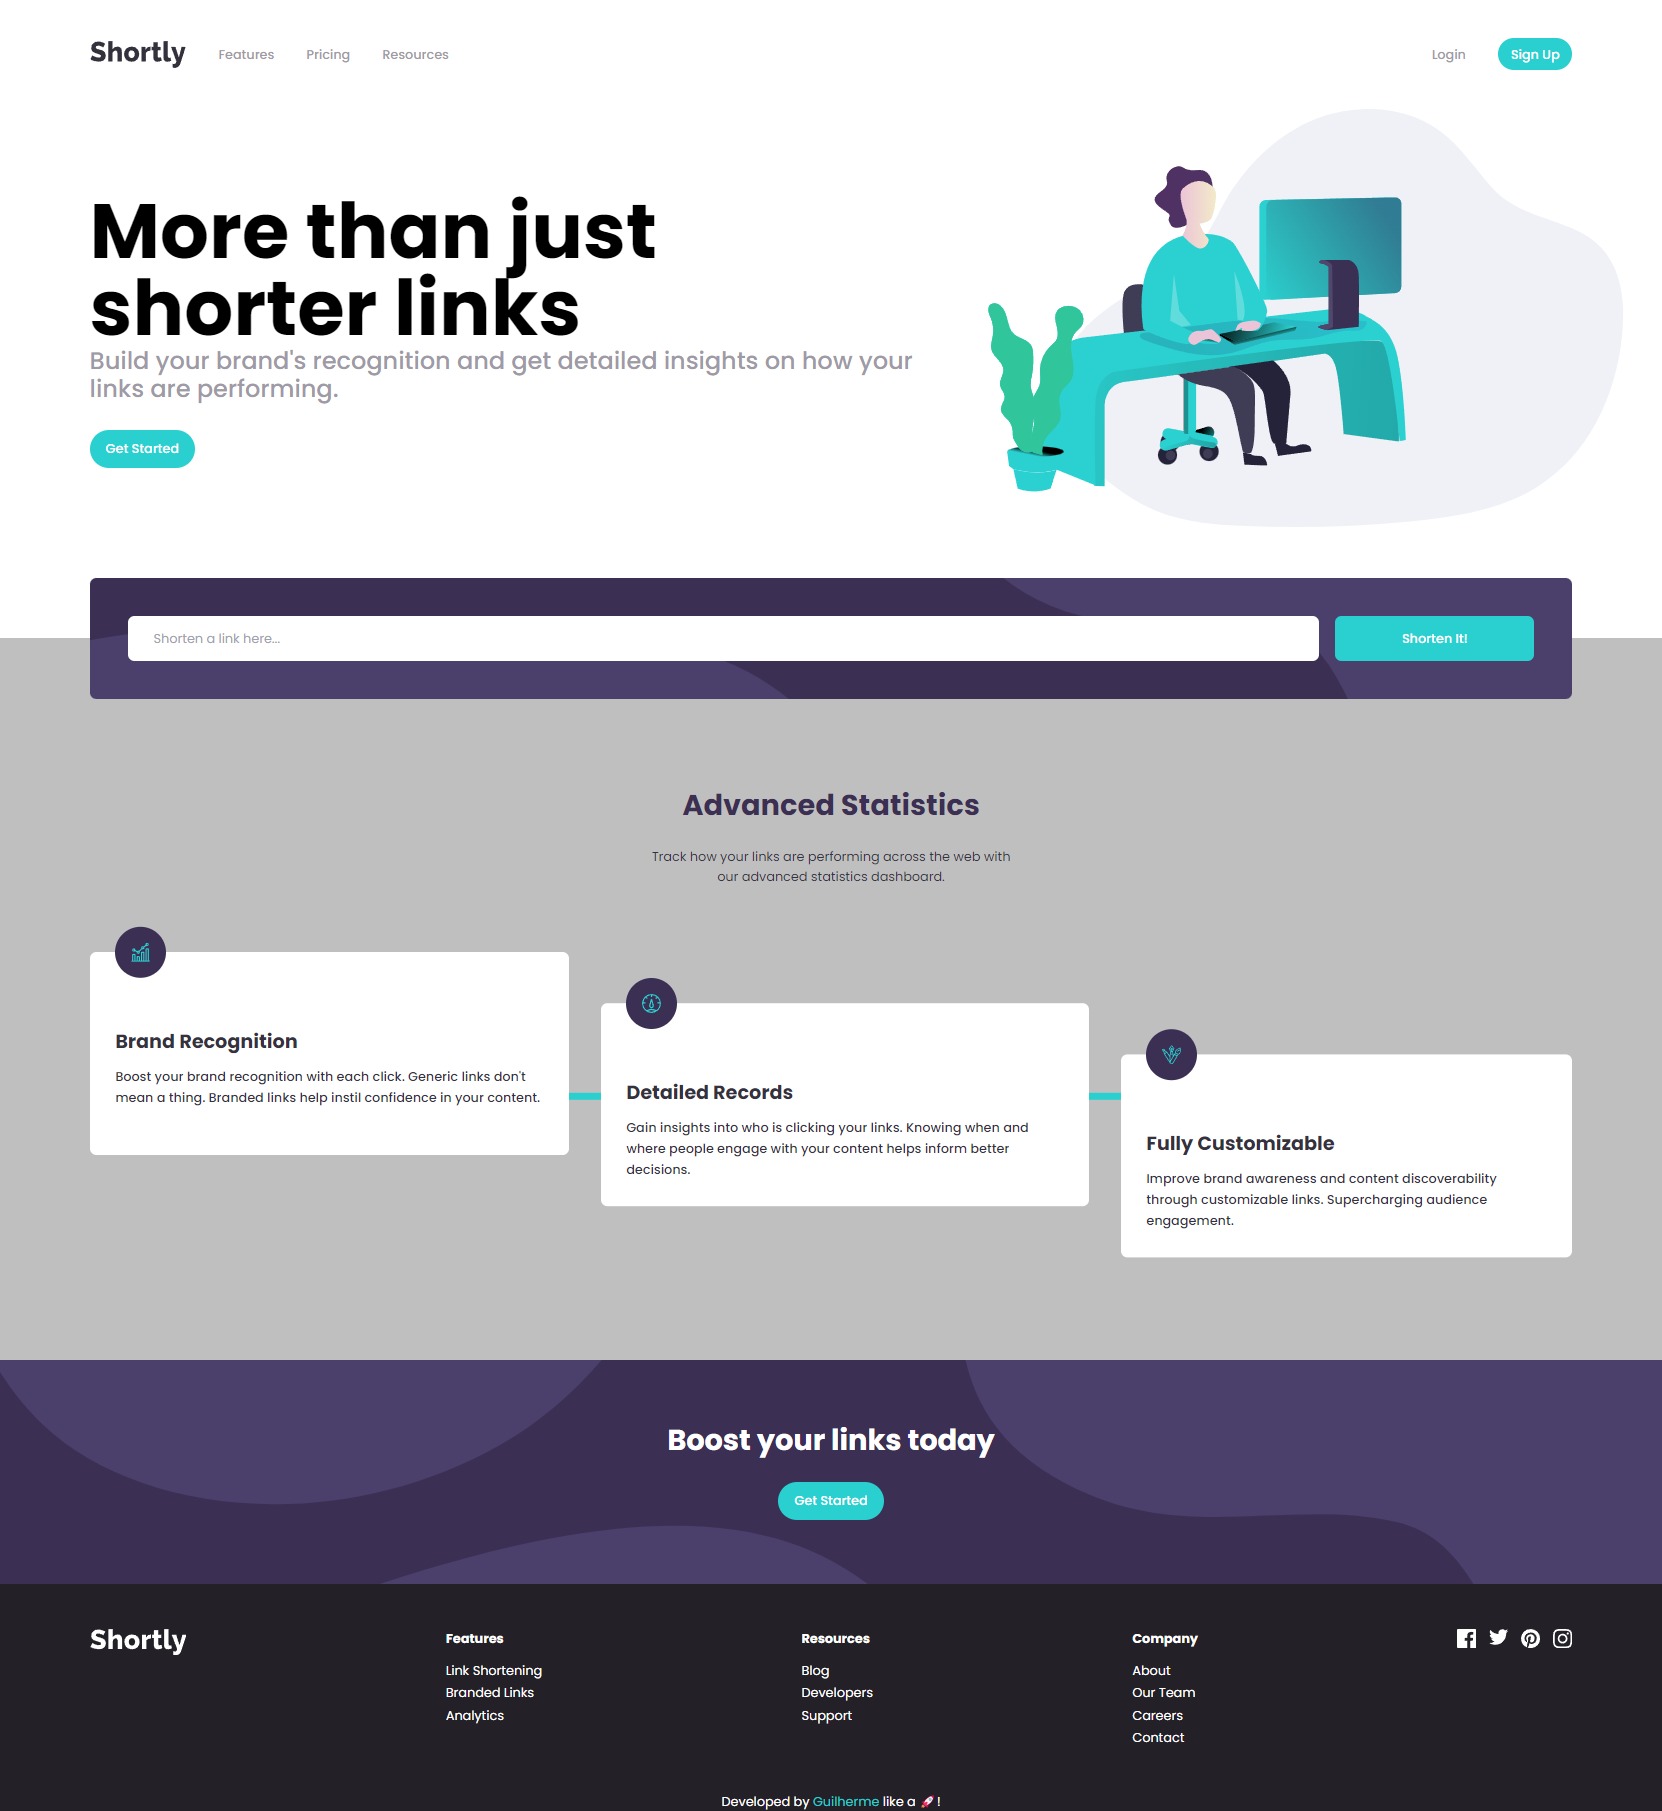 Shortly Features Pricing Resources Login Sign Up
More than just
shorter links
Build your brand's recognition and get detailed insights on how your
links are performing.
Get Started
Shorten a link here... Shorten It!
Advanced Statistics
Track how your links are performing across the web with
our advanced statistics dashboard.
Brand Recognition
Boost your brand recognition with each click. Generic links don't
mean a thing. Branded links help instil confidence in your content.
Detailed Records
Gain insights into who is clicking your links. Knowing when and
where people engage with your content helps inform better
decisions.
Fully Customizable
Improve brand awareness and content discoverability
through customizable links. Supercharging audience
engagement.
Boost your links today
Get Started
Shortly
Features
Link Shortening
Branded Links
Analytics
Resources
Blog
Developers
Support
Company
About
Our Team
Careers
Contact
Developed by Guilherme like a 🚀 !